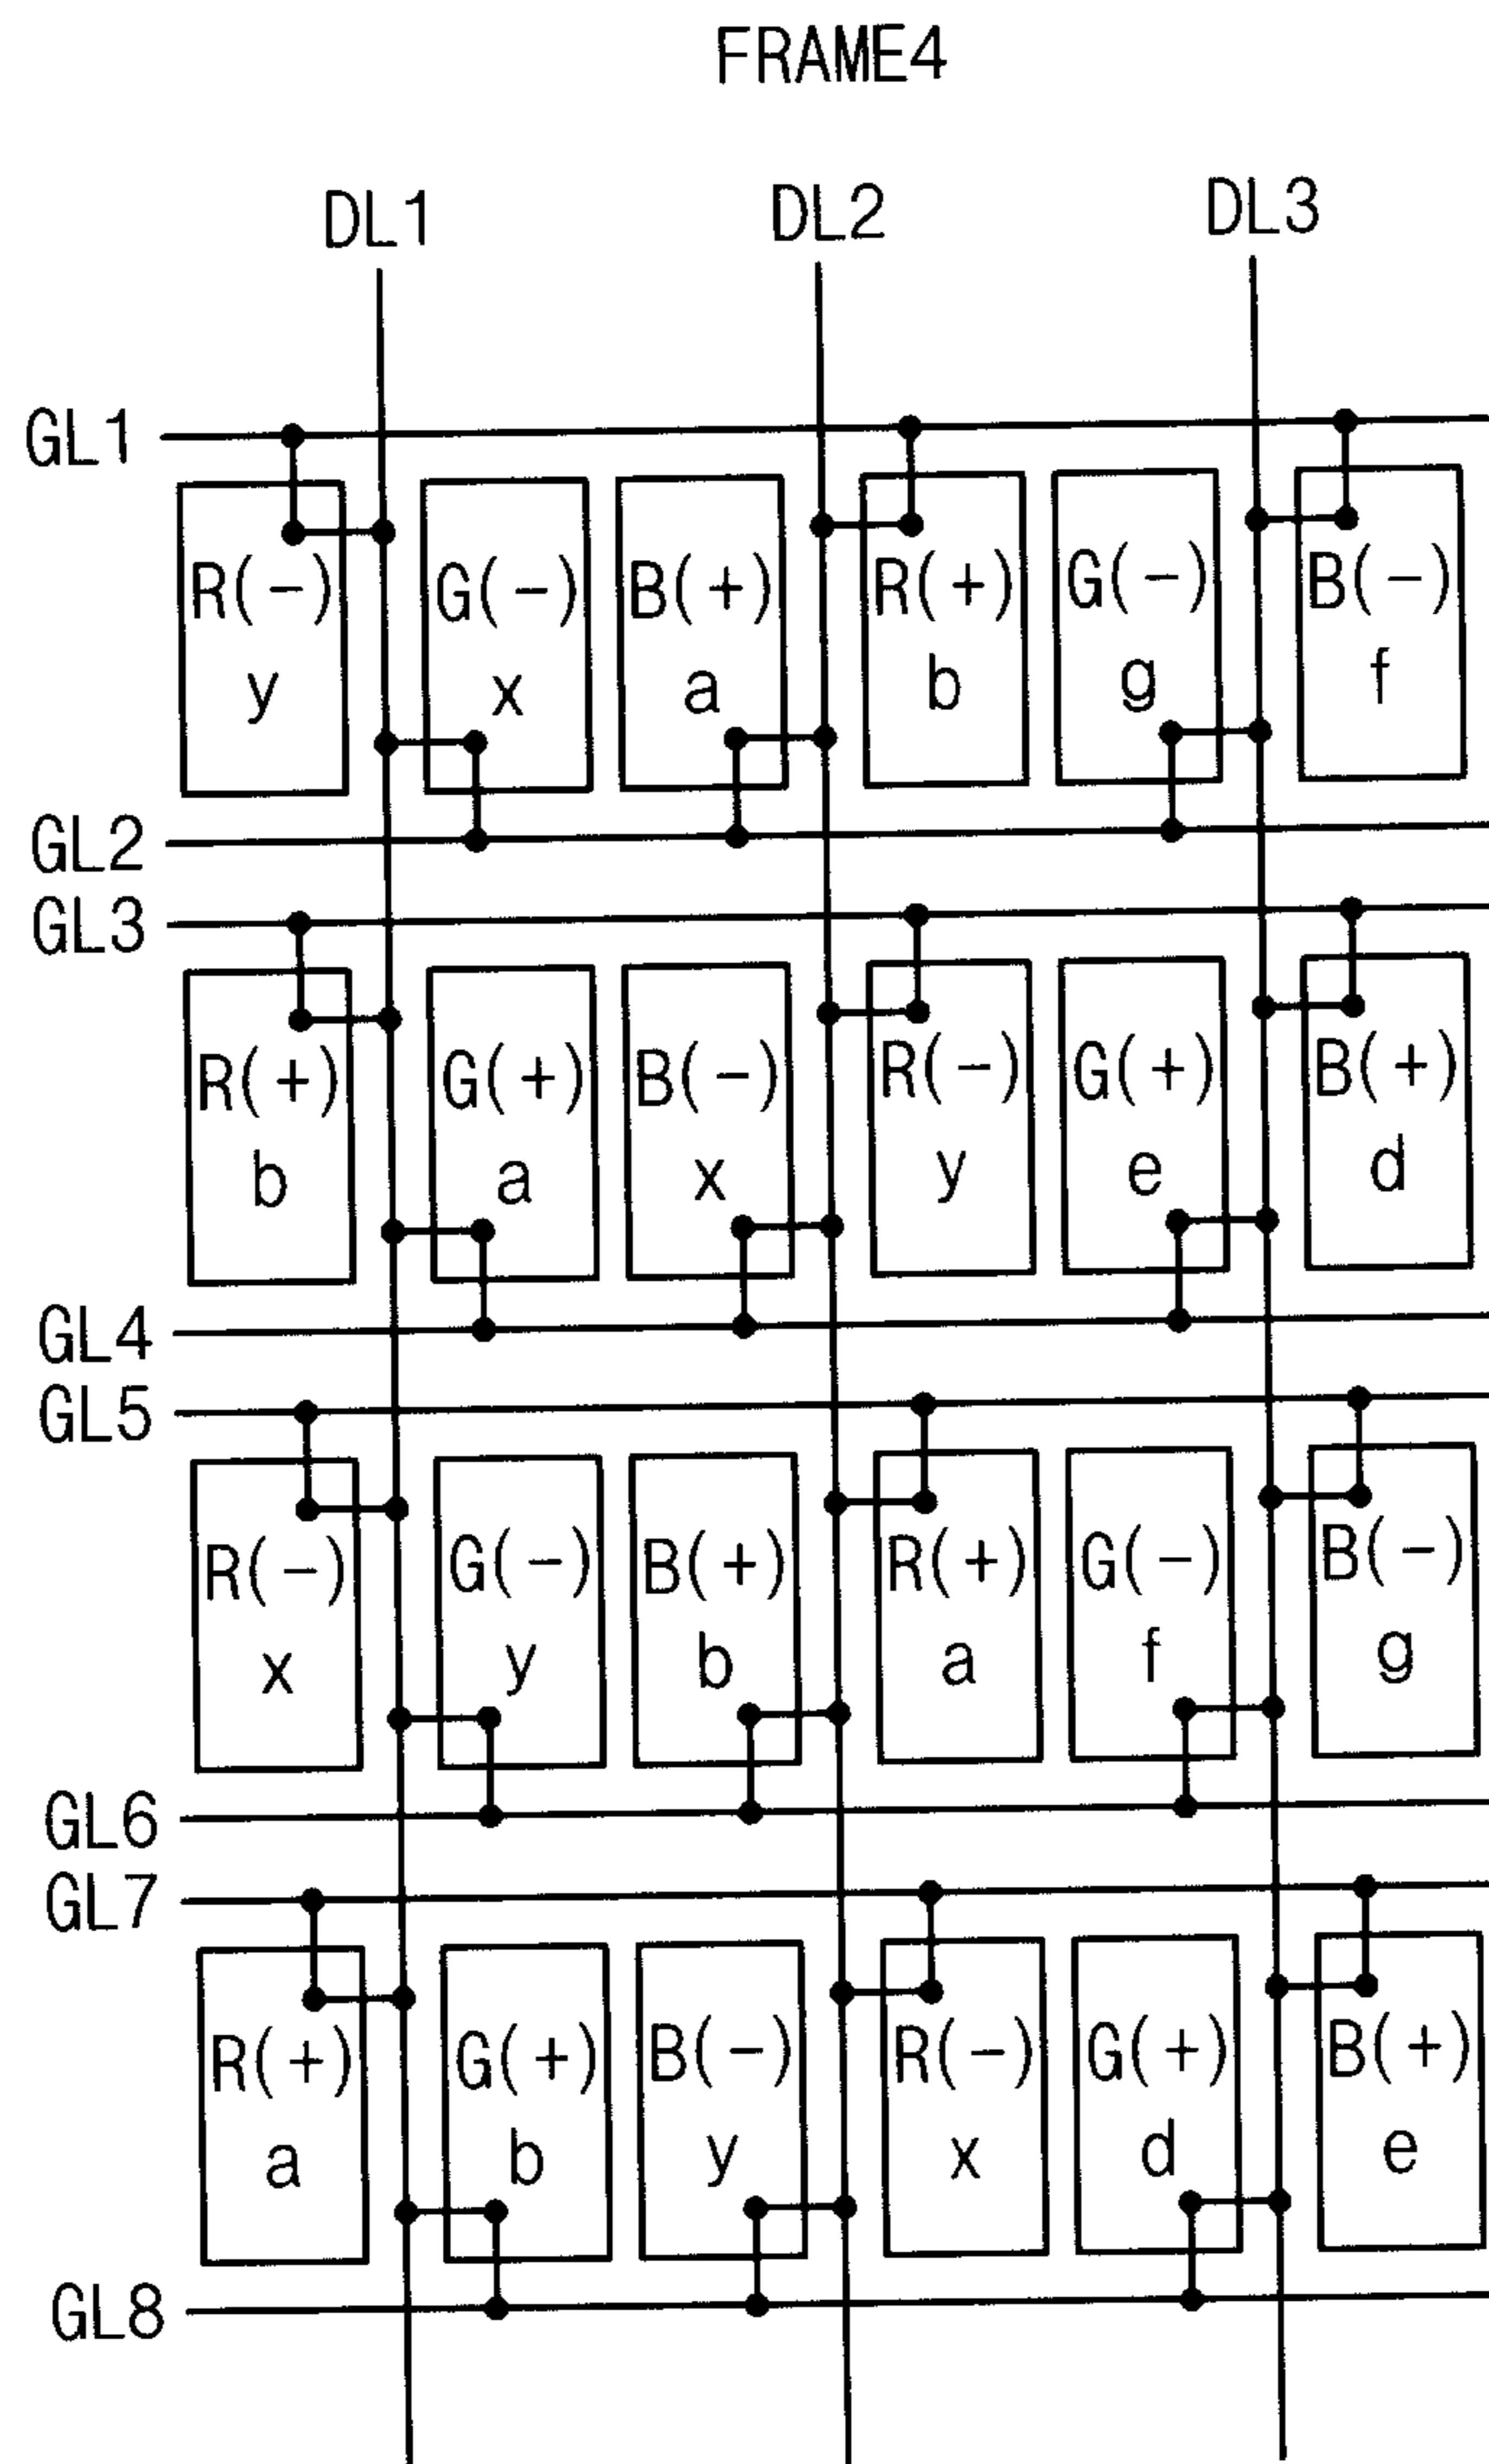 FRAME4
DL1 DL2 DL3
GL1
R(-) G(-) B(+) R(+) G(-) B(-)
y x a b g f
GL2
GL3
R(+) G(+) B(-) R(-) G(+) B(+)
b a x y e d
GL4
GL5
R(-) G(-) B(+) R(+) G(-) B(-)
x y b a f g
GL6
GL7
R(+) G(+) B(-) R(-) G(+) B(+)
a b y x d e
GL8